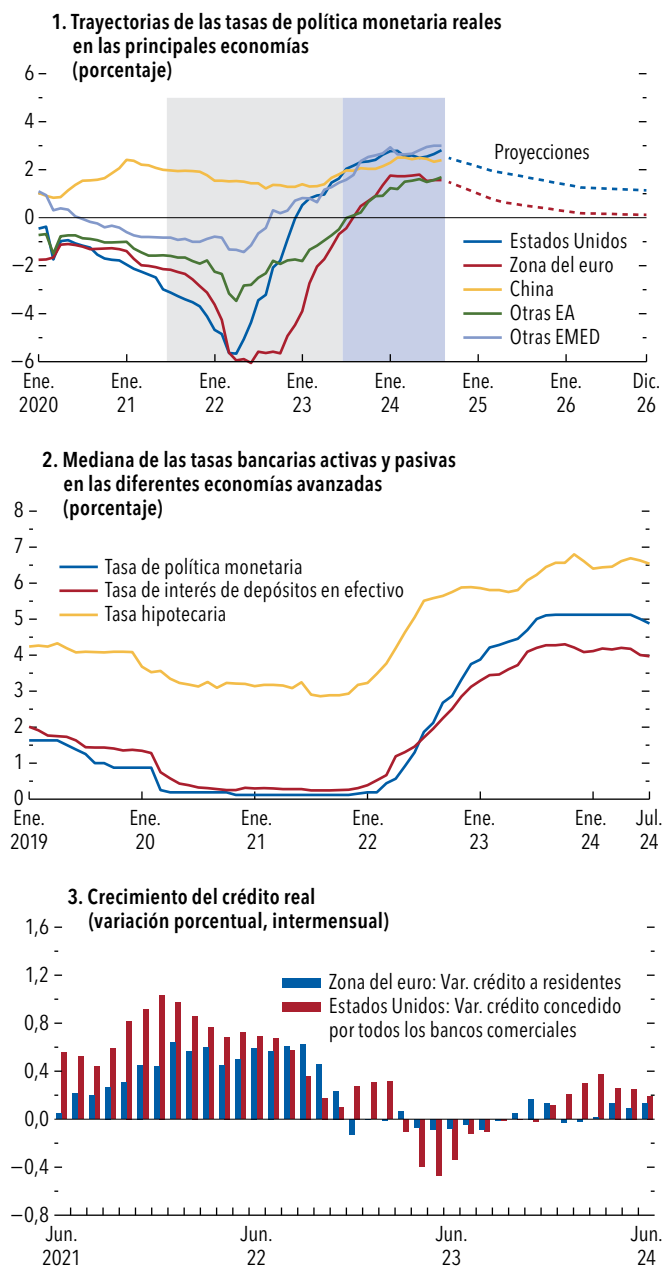 1. Trayectorias de las tasas de política monetaria reales
en las principales economías
(porcentaje)
6
4
2
0
−2
−4
−6
Proyecciones
Estados Unidos
Zona del euro
China
Otras EA
Otras EMED
Ene. Ene. Ene. Ene. Ene. Ene. Ene. Dic.
2020 21 22 23 24 25 26 26
2. Mediana de las tasas bancarias activas y pasivas
en las diferentes economías avanzadas
(porcentaje)
8
7
6
5
4
3
2
1
0
Tasa de política monetaria
Tasa de interés de depósitos en efectivo
Tasa hipotecaria
Ene. Ene. Ene. Ene. Ene. Ene. Jul.
2019 20 21 22 23 24 24
3. Crecimiento del crédito real
(variación porcentual, intermensual)
1,6
1,2
0,8
0,4
0,0
−0,4
−0,8
Zona del euro: Var. crédito a residentes
Estados Unidos: Var. crédito concedido
por todos los bancos comerciales
Jun. Jun. Jun. Jun.
2021 22 23 24